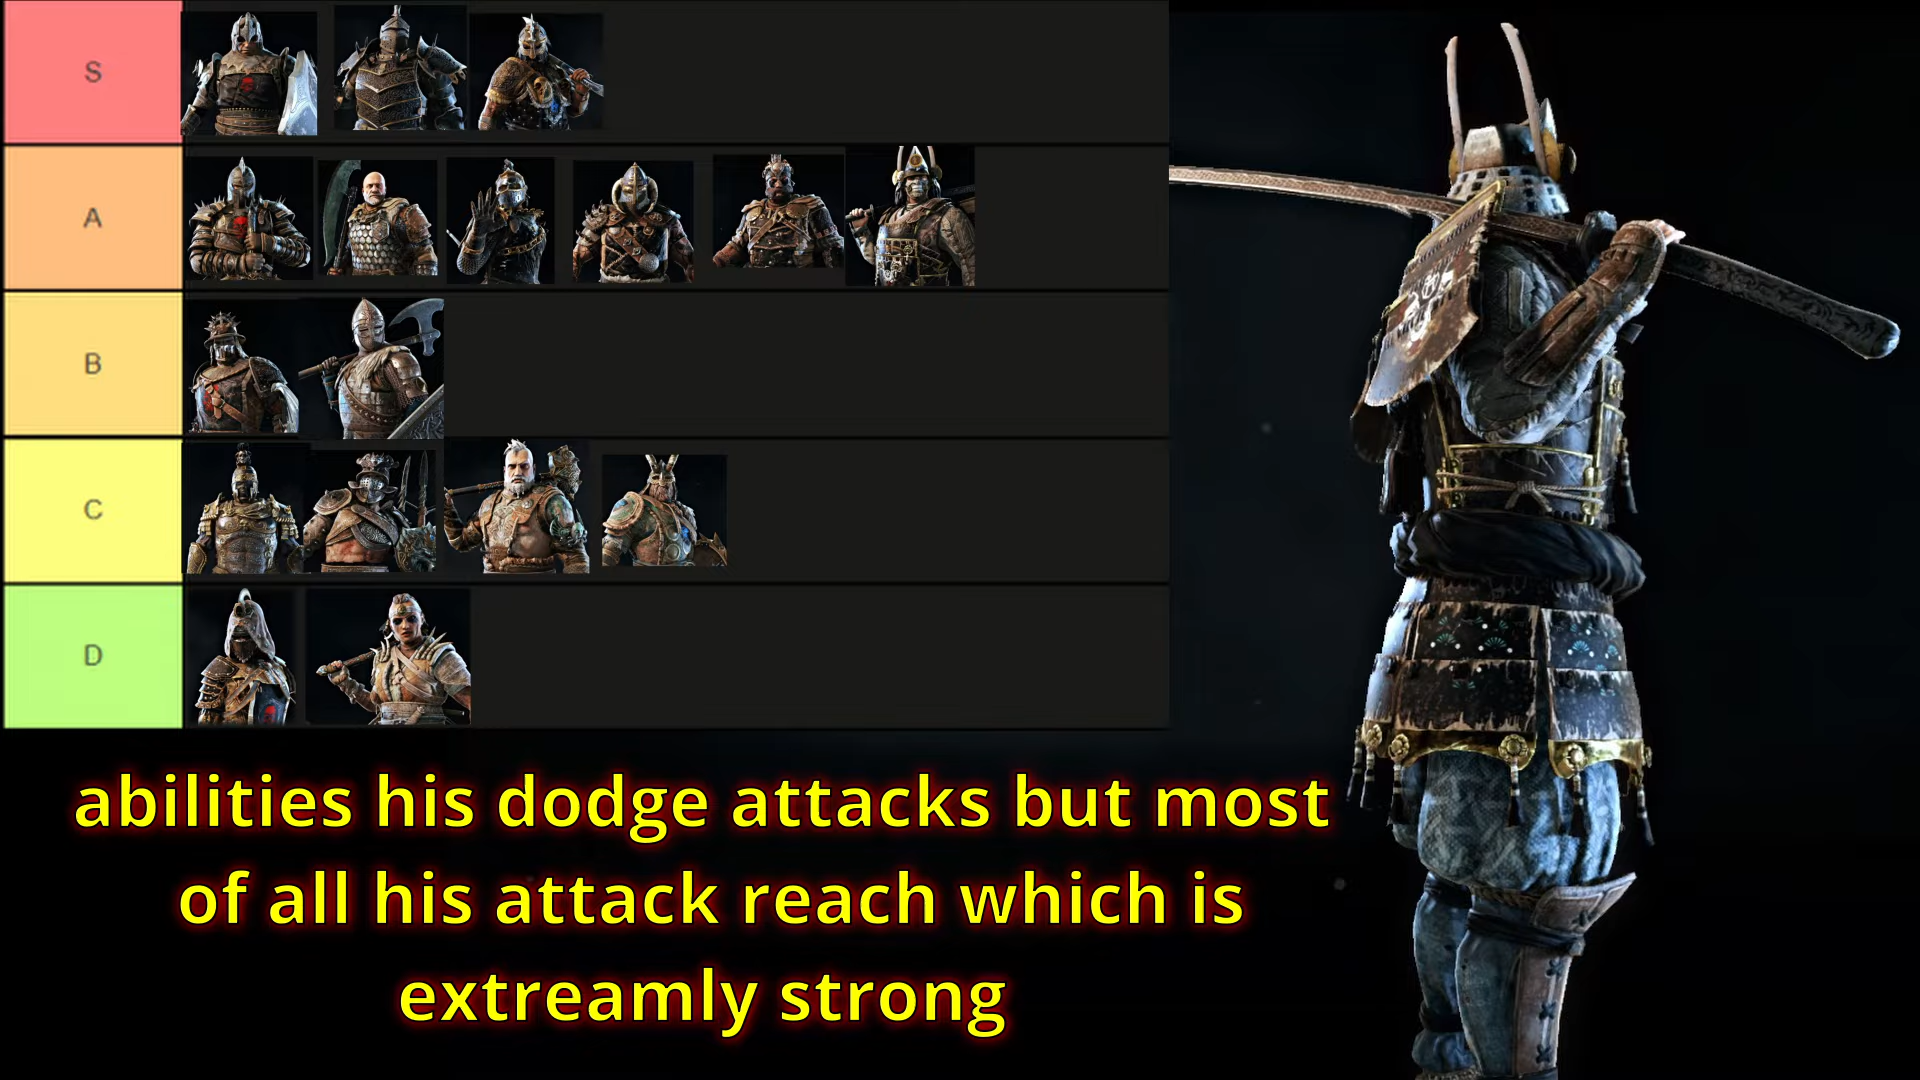 S
A
B
C
D
abilities his dodge attacks but most
of all his attack reach which is
extreamly strong